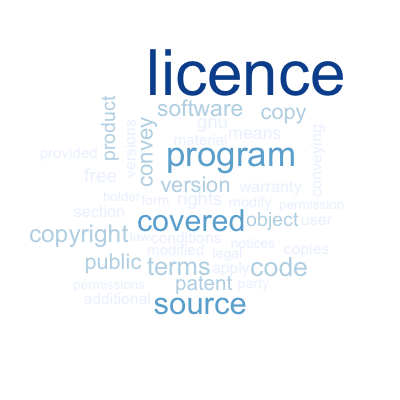 licence
product
software
copy
versions
convey
gnu
means
material
conveying
provided
program
free
version
warranty
holder
form
rights
modify
permission
section
covered
object
user
copyright
law
conditions
notices
modified
legal
copies
public
terms
apply
code
permissions
patent
party
additional
source